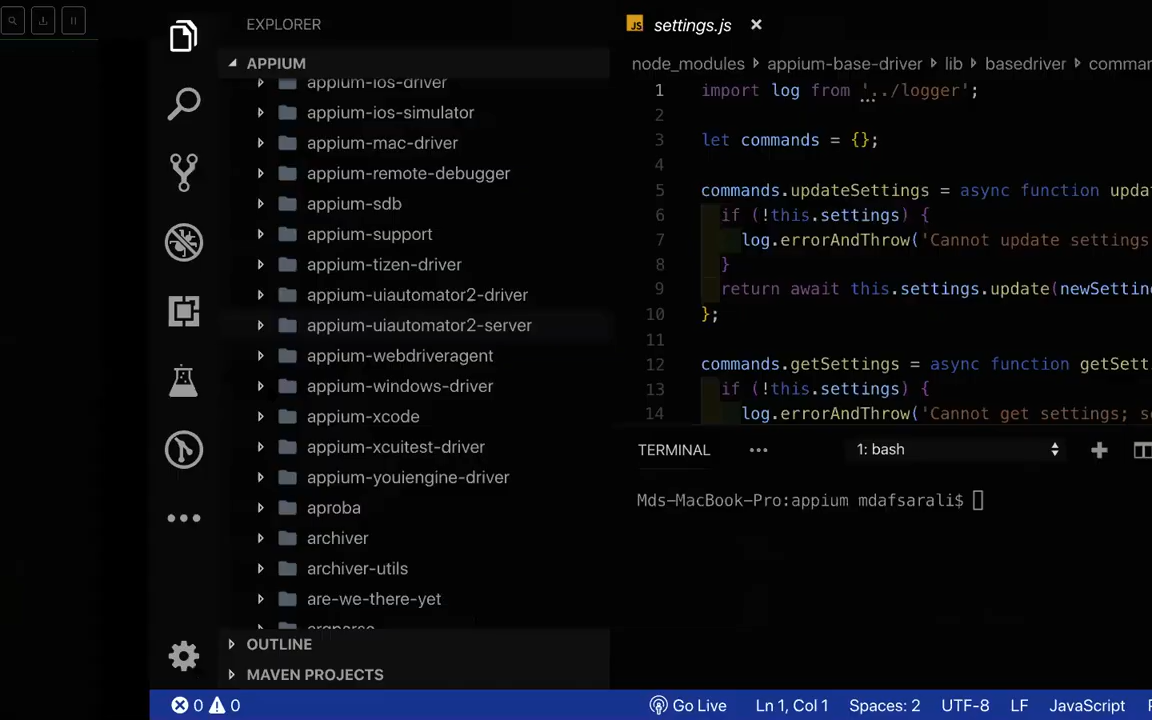 EXPLORER
APPIUM
appium-ios-driver
appium-ios-simulator
appium-mac-driver
appium-remote-debugger
appium-sdb
appium-support
appium-tizen-driver
appium-uiautomator2-driver
appium-uiautomator2-server
appium-webdriveragent
appium-windows-driver
appium-xcode
appium-xcuitest-driver
appium-youiengine-driver
aproba
archiver
archiver-utils
are-we-there-yet
argparse
OUTLINE
MAVEN PROJECTS
JS settings.js
node_modules appium-base-driver lib basedriver comman
1 import log from '../logger';
2
3 let commands = {};
4
5 commands.updateSettings = async function updat
6 if (!this.settings) {
7 log.errorAndThrow('Cannot update settings
8 }
9 return await this.settings.update(newSetting
10 };
11
12 commands.getSettings = async function getSett
13 if (!this.settings) {
14 log.errorAndThrow('Cannot get settings; se
TERMINAL ••• 1: bash
Mds-MacBook-Pro:appium mdafsarali$
0 0 Go Live Ln 1, Col 1 Spaces: 2 UTF-8 LF JavaScript